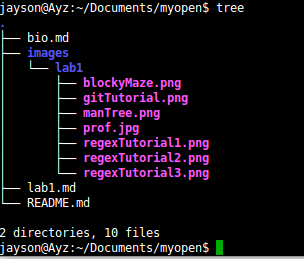 jayson@Ayz:~/Documents/myopen$ tree
.
├── bio.md
├── images
│   └── lab1
│       ├── blockyMaze.png
│       ├── gitTutorial.png
│       ├── manTree.png
│       ├── prof.jpg
│       ├── regexTutorial1.png
│       ├── regexTutorial2.png
│       └── regexTutorial3.png
├── lab1.md
└── README.md

2 directories, 10 files
jayson@Ayz:~/Documents/myopen$